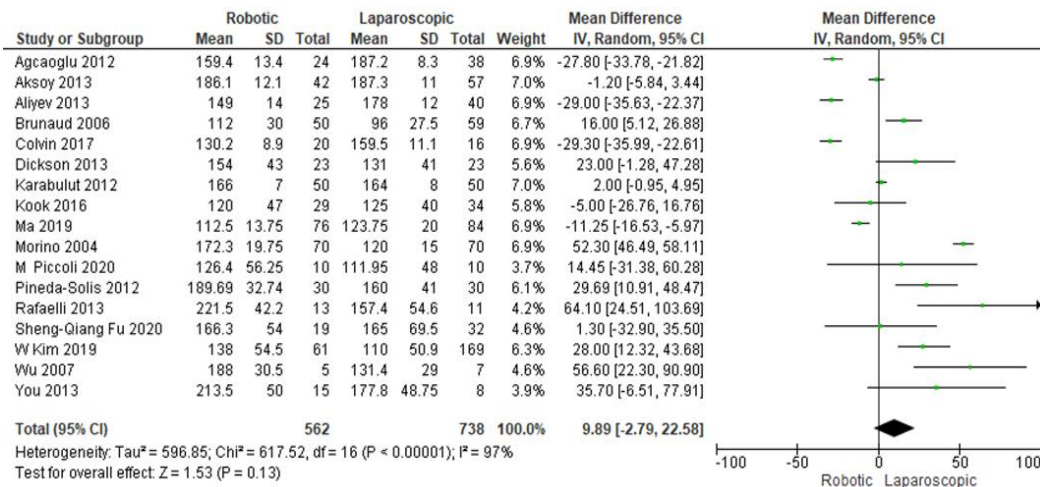 Robotic Laparoscopic Mean Difference Mean Difference
Study or Subgroup Mean SD Total Mean SD Total Weight IV, Random, 95% CI IV, Random, 95% CI
Agcaoglu 2012 159.4 13.4 24 187.2 8.3 38 6.9% -27.80 [-33.78, -21.82]
Aksoy 2013 186.1 12.1 42 187.3 11 57 7.0% -1.20 [-5.84, 3.44]
Aliyev 2013 149 14 25 178 12 40 6.9% -29.00 [-35.63, -22.37]
Brunaud 2006 112 30 50 96 27.5 59 6.7% 16.00 [5.12, 26.88]
Colvin 2017 130.2 8.9 20 159.5 11.1 16 6.9% -29.30 [-35.99, -22.61]
Dickson 2013 154 43 23 131 41 23 5.6% 23.00 [-1.28, 47.28]
Karabulut 2012 166 7 50 164 8 50 7.0% 2.00 [-0.95, 4.95]
Kook 2016 120 47 29 125 40 34 5.8% -5.00 [-26.76, 16.76]
Ma 2019 112.5 13.75 76 123.75 20 84 6.9% -11.25 [-16.53, -5.97]
Morino 2004 172.3 19.75 70 120 15 70 6.9% 52.30 [46.49, 58.11]
M Piccoli 2020 126.4 56.25 10 111.95 48 10 3.7% 14.45 [-31.38, 60.28]
Pineda-Solis 2012 189.69 32.74 30 160 41 30 6.1% 29.69 [10.91, 48.47]
Rafaelli 2013 221.5 42.2 13 157.4 54.6 11 4.2% 64.10 [24.51, 103.69]
Sheng-Qiang Fu 2020 166.3 54 19 165 69.5 32 4.6% 1.30 [-32.90, 35.50]
W Kim 2019 138 54.5 61 110 50.9 169 6.3% 28.00 [12.32, 43.68]
Wu 2007 188 30.5 5 131.4 29 7 4.6% 56.60 [22.30, 90.90]
You 2013 213.5 50 15 177.8 48.75 8 3.9% 35.70 [-6.51, 77.91]
Total (95% CI) 562 738 100.0% 9.89 [-2.79, 22.58]
Heterogeneity: Tau² = 596.85; Chi² = 617.52, df = 16 (P < 0.00001); I² = 97%
Test for overall effect: Z = 1.53 (P = 0.13)
-100 -50 0 50 100
Robotic Laparoscopic